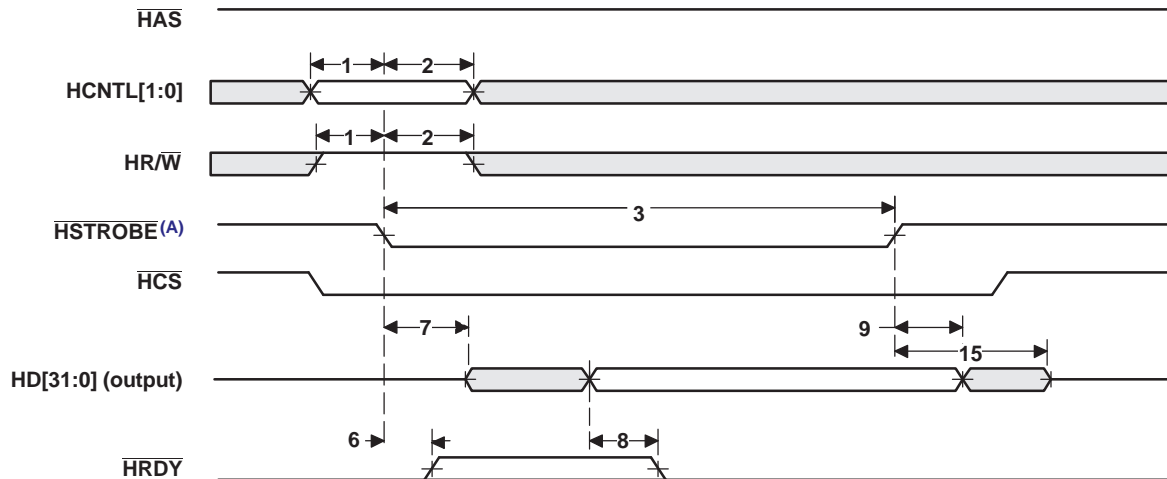 HAS
1 2
HCNTL[1:0]
1 2
HR/W
3
HSTROBE(A)
HCS
7 9
15
HD[31:0] (output)
6 8
HRDY